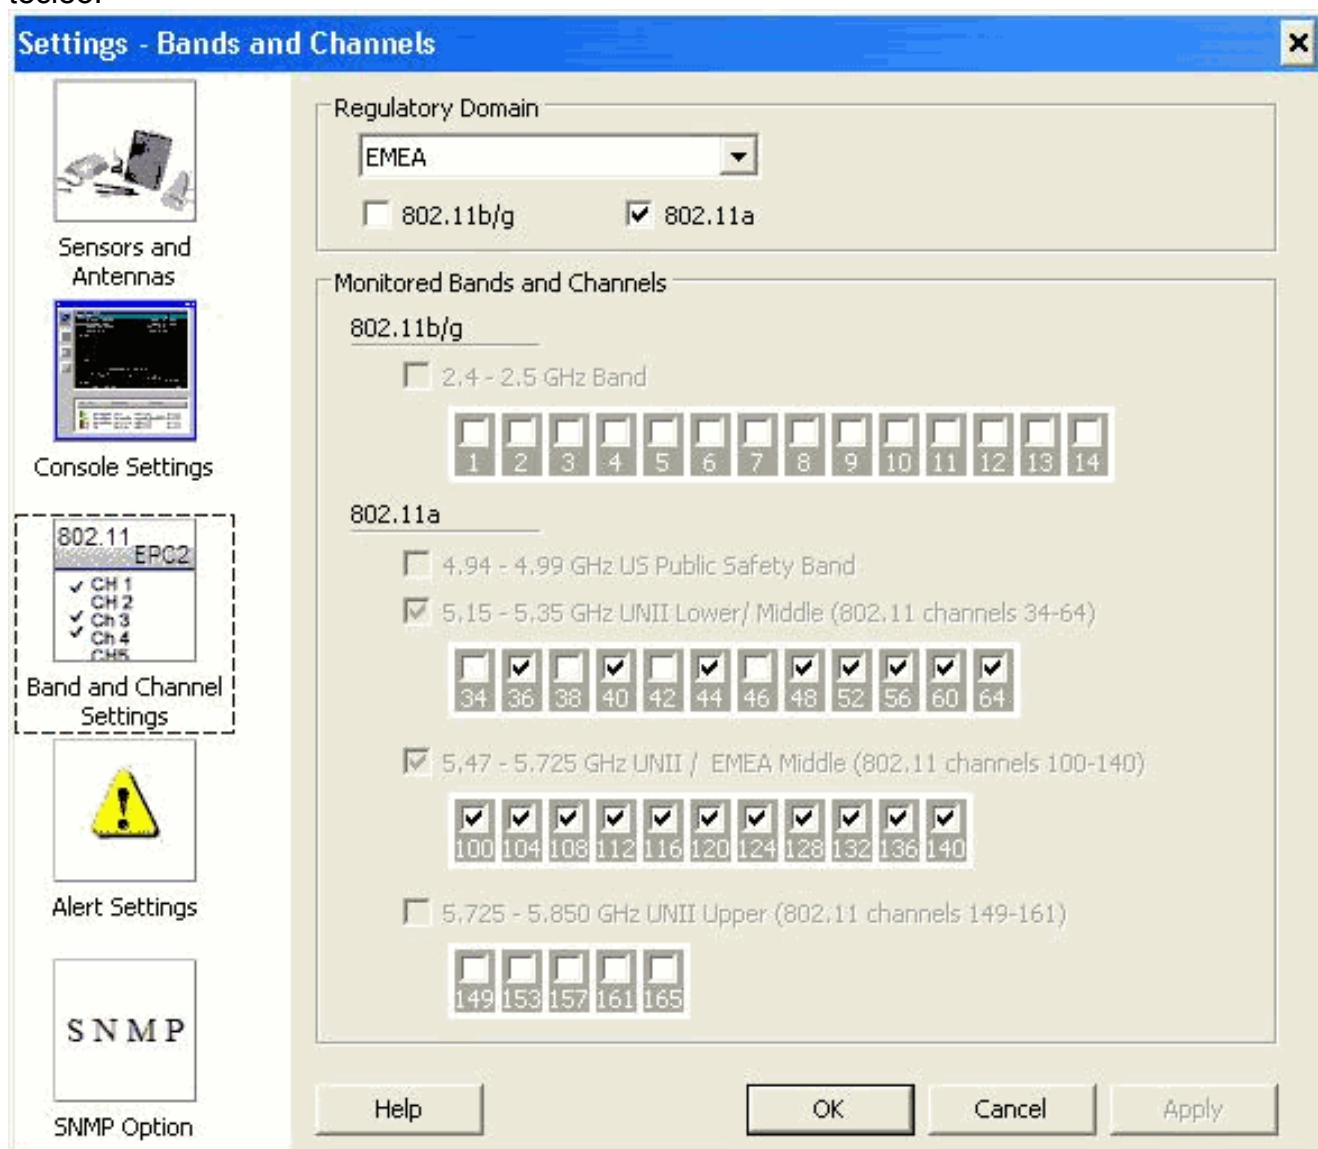 Settings - Bands and Channels
Sensors and
Antennas
Console Settings
802.11
EPC2
CH 1
CH 2
Ch 3
Ch 4
CH5
Band and Channel
Settings
Alert Settings
S N M P
SNMP Option
Regulatory Domain
EMEA
802.11b/g 802.11a
Monitored Bands and Channels
802.11b/g
2.4 - 2.5 GHz Band
1 2 3 4 5 6 7 8 9 10 11 12 13 14
802.11a
4.94 - 4.99 GHz US Public Safety Band
5.15 - 5.35 GHz UNII Lower/ Middle (802.11 channels 34-64)
34 36 38 40 42 44 46 48 52 56 60 64
5.47 - 5.725 GHz UNII / EMEA Middle (802.11 channels 100-140)
100 104 108 112 116 120 124 128 132 136 140
5.725 - 5.850 GHz UNII Upper (802.11 channels 149-161)
149 153 157 161 165
Help OK Cancel Apply